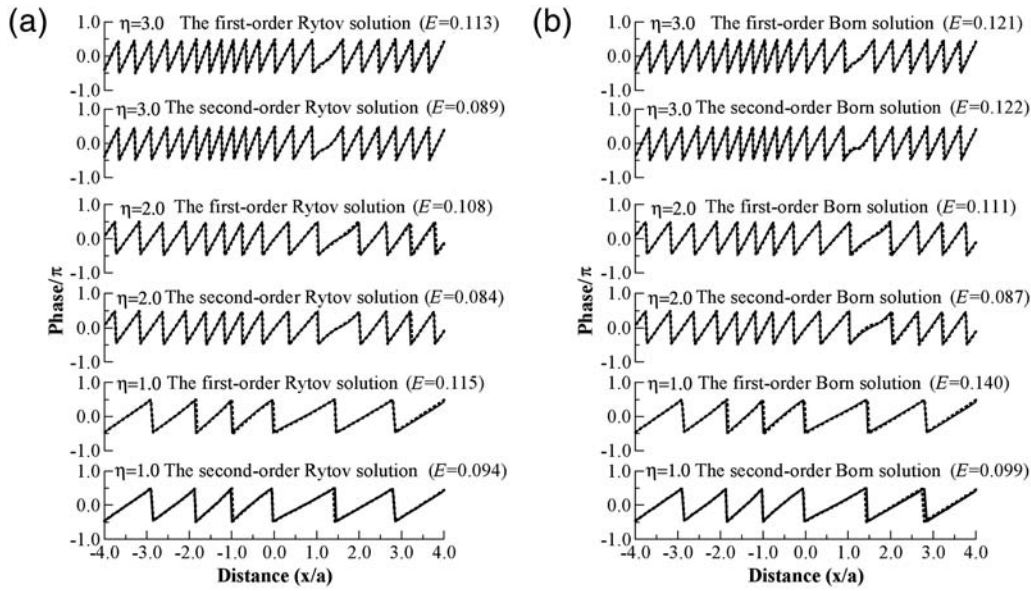 (a)
η=3.0 The first-order Rytov solution (E=0.113)
1.0
0.0
-1.0
η=3.0 The second-order Rytov solution (E=0.089)
1.0
0.0
-1.0
η=2.0 The first-order Rytov solution (E=0.108)
1.0
0.0
-1.0
η=2.0 The second-order Rytov solution (E=0.084)
1.0
0.0
-1.0
η=1.0 The first-order Rytov solution (E=0.115)
1.0
0.0
-1.0
η=1.0 The second-order Rytov solution (E=0.094)
1.0
0.0
-1.0
Phase/π
-4.0 -3.0 -2.0 -1.0 0.0 1.0 2.0 3.0 4.0
Distance (x/a)
(b)
η=3.0 The first-order Born solution (E=0.121)
1.0
0.0
-1.0
η=3.0 The second-order Born solution (E=0.122)
1.0
0.0
-1.0
η=2.0 The first-order Born solution (E=0.111)
1.0
0.0
-1.0
η=2.0 The second-order Born solution (E=0.087)
1.0
0.0
-1.0
η=1.0 The first-order Born solution (E=0.140)
1.0
0.0
-1.0
η=1.0 The second-order Born solution (E=0.099)
1.0
0.0
-1.0
Phase/π
-4.0 -3.0 -2.0 -1.0 0.0 1.0 2.0 3.0 4.0
Distance (x/a)